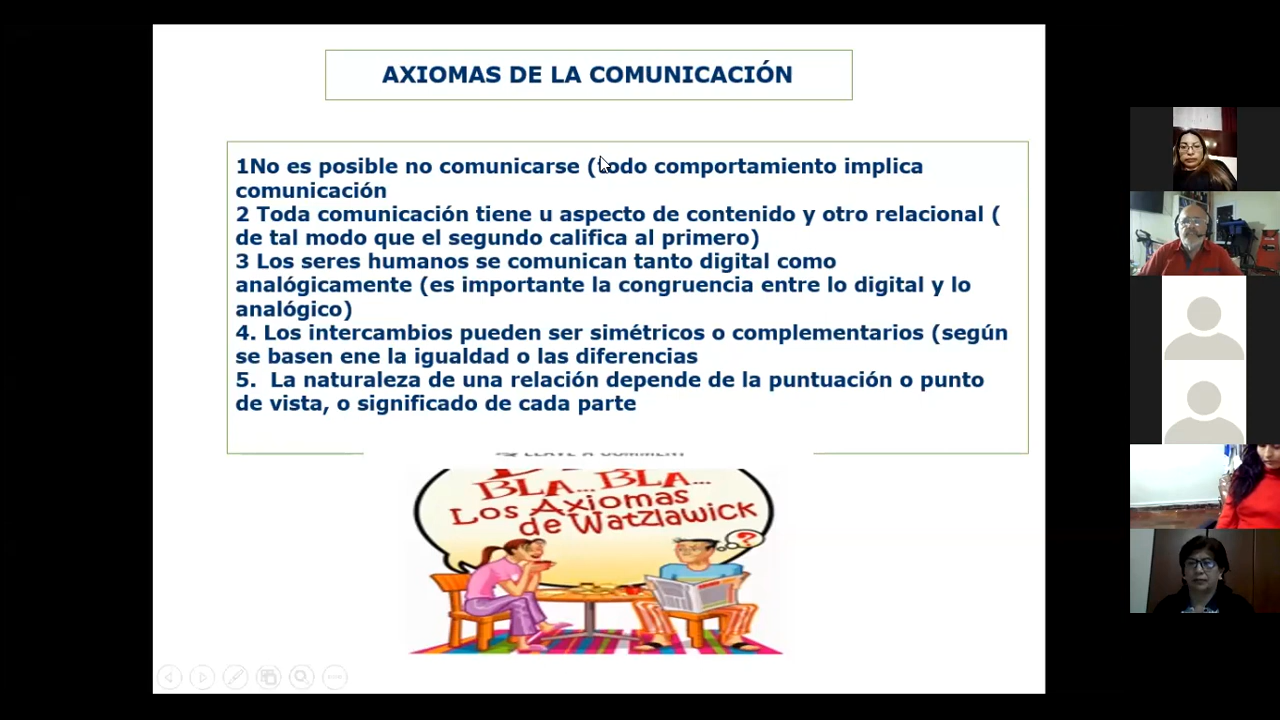 AXIOMAS DE LA COMUNICACIÓN
1No es posible no comunicarse (todo comportamiento implica
comunicación
2 Toda comunicación tiene u aspecto de contenido y otro relacional (
de tal modo que el segundo califica al primero)
3 Los seres humanos se comunican tanto digital como
analógicamente (es importante la congruencia entre lo digital y lo
analógico)
4. Los intercambios pueden ser simétricos o complementarios (según
se basen ene la igualdad o las diferencias
5.  La naturaleza de una relación depende de la puntuación o punto
de vista, o significado de cada parte
LEAVE A COMMENT
BLA... BLA...
Los Axiomas
de Watzlawick
?